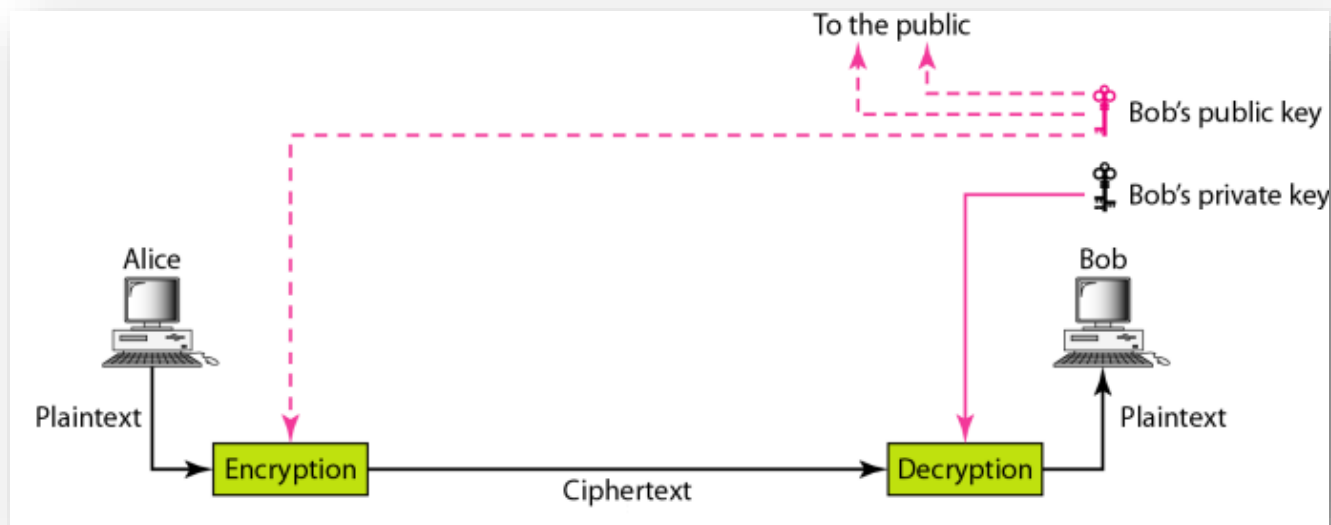 To the public
Bob's public key
Bob's private key
Alice
Bob
Plaintext
Plaintext
Encryption
Decryption
Ciphertext